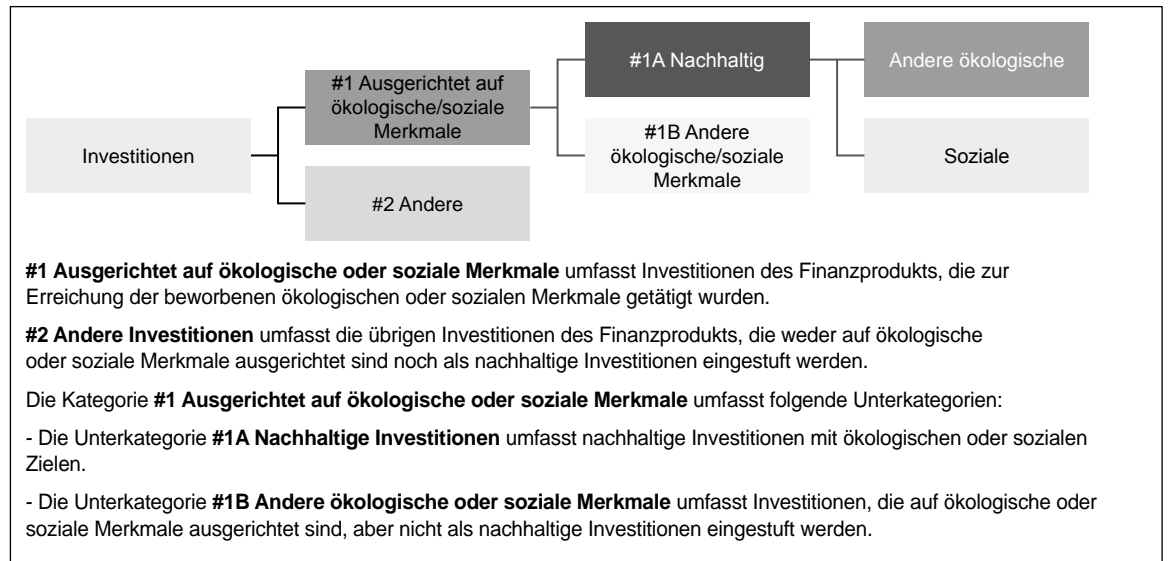 #1A Nachhaltig
Andere ökologische
#1 Ausgerichtet auf
ökologische/soziale
Merkmale
Investitionen
#1B Andere
ökologische/soziale
Merkmale
Soziale
#2 Andere
#1 Ausgerichtet auf ökologische oder soziale Merkmale umfasst Investitionen des Finanzprodukts, die zur
Erreichung der beworbenen ökologischen oder sozialen Merkmale getätigt wurden.
#2 Andere Investitionen umfasst die übrigen Investitionen des Finanzprodukts, die weder auf ökologische
oder soziale Merkmale ausgerichtet sind noch als nachhaltige Investitionen eingestuft werden.
Die Kategorie #1 Ausgerichtet auf ökologische oder soziale Merkmale umfasst folgende Unterkategorien:
- Die Unterkategorie #1A Nachhaltige Investitionen umfasst nachhaltige Investitionen mit ökologischen oder sozialen
Zielen.
- Die Unterkategorie #1B Andere ökologische oder soziale Merkmale umfasst Investitionen, die auf ökologische oder
soziale Merkmale ausgerichtet sind, aber nicht als nachhaltige Investitionen eingestuft werden.